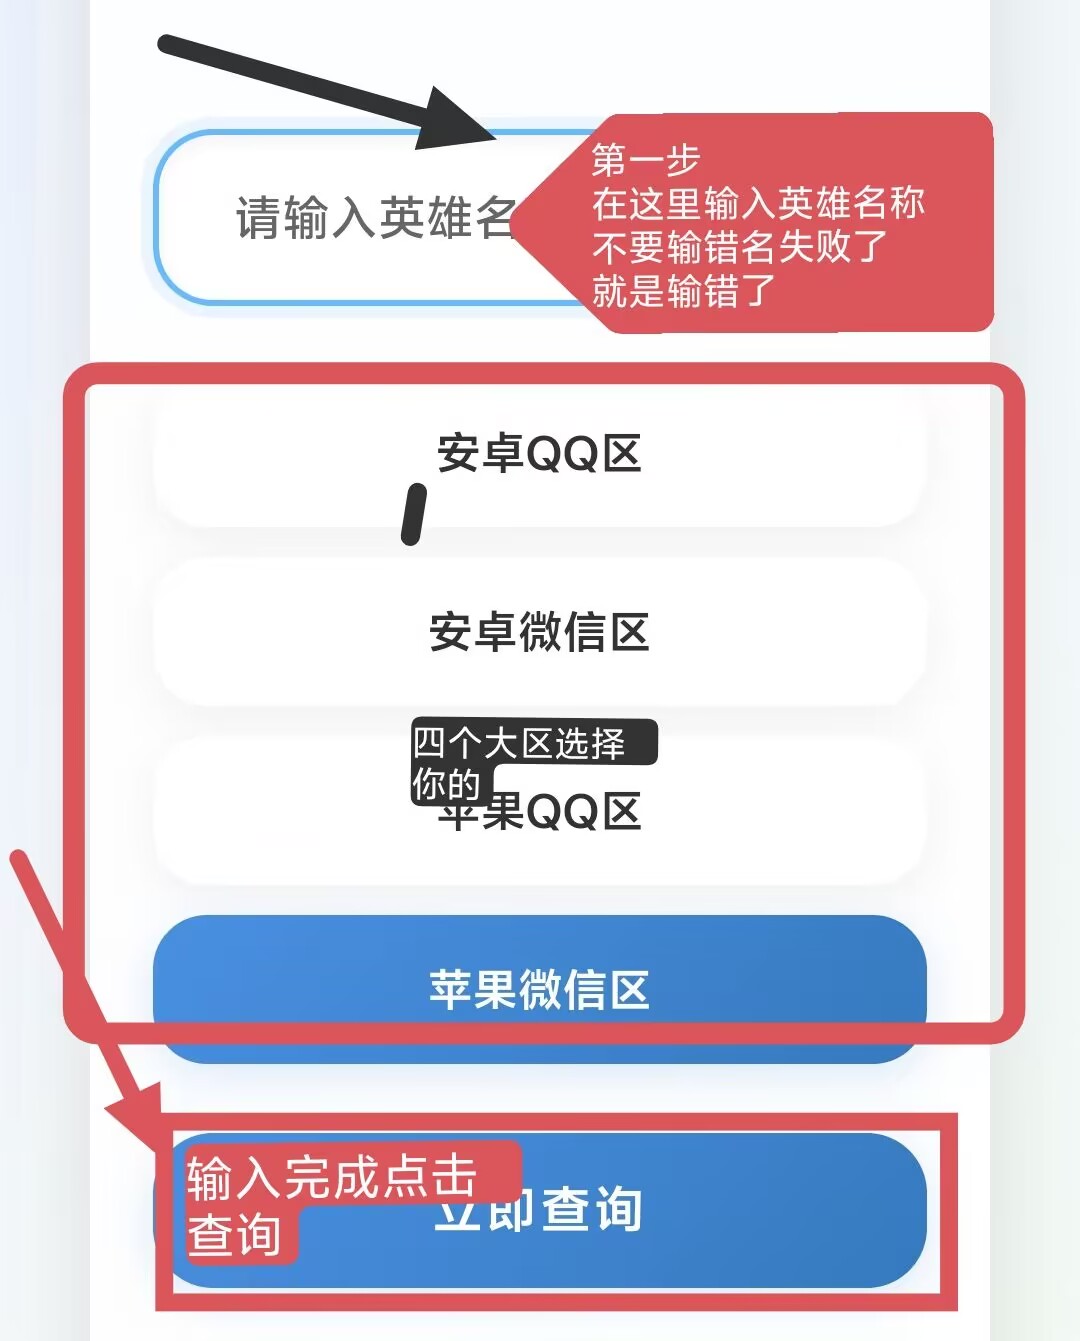 请输入英雄名
第一步
在这里输入英雄名称
不要输错名失败了
就是输错了
安卓QQ区
安卓微信区
四个大区选择
你的
苹果QQ区
苹果微信区
输入完成点击
查询
立即查询